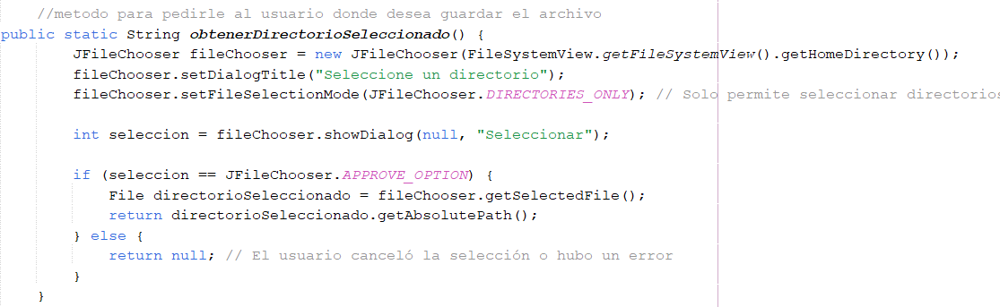 //metodo para pedirle al usuario donde desea guardar el archivo
public static String obtenerDirectorioSeleccionado() {
JFileChooser fileChooser = new JFileChooser(FileSystemView.getFileSystemView().getHomeDirectory());
fileChooser.setDialogTitle("Seleccione un directorio");
fileChooser.setFileSelectionMode(JFileChooser.DIRECTORIES_ONLY); // Solo permite seleccionar directorios
int seleccion = fileChooser.showDialog(null, "Seleccionar");
if (seleccion == JFileChooser.APPROVE_OPTION) {
File directorioSeleccionado = fileChooser.getSelectedFile();
return directorioSeleccionado.getAbsolutePath();
} else {
return null; // El usuario canceló la selección o hubo un error
}
}